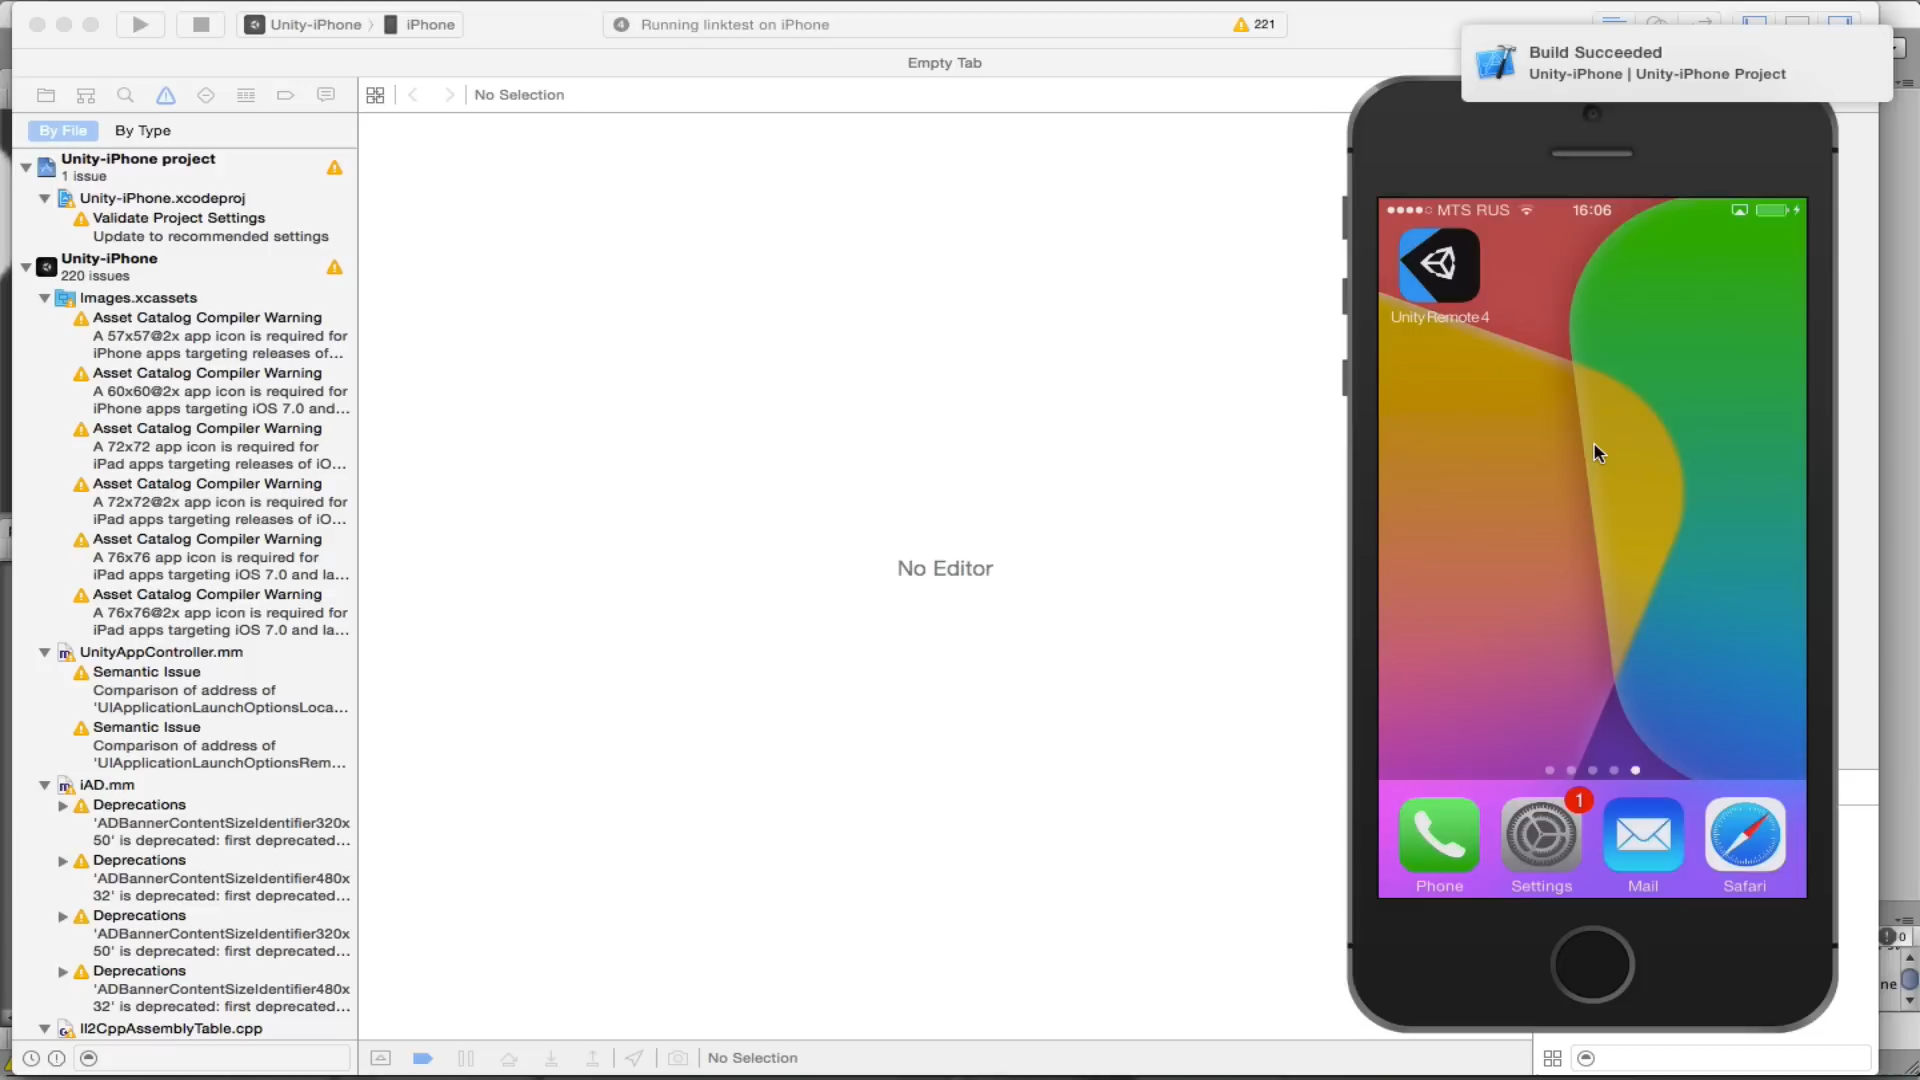 Unity-iPhone 〉 iPhone
4 Running linktest on iPhone
221
Empty Tab
Build Succeeded
Unity-iPhone | Unity-iPhone Project
No Selection
By File By Type
Unity-iPhone project
1 issue
Unity-iPhone.xcodeproj
Validate Project Settings
Update to recommended settings
Unity-iPhone
220 issues
Images.xcassets
Asset Catalog Compiler Warning
A 57x57@2x app icon is required for
iPhone apps targeting releases of...
Asset Catalog Compiler Warning
A 60x60@2x app icon is required for
iPhone apps targeting iOS 7.0 and...
Asset Catalog Compiler Warning
A 72x72 app icon is required for
iPad apps targeting releases of iO...
Asset Catalog Compiler Warning
A 72x72@2x app icon is required for
iPad apps targeting releases of iO...
Asset Catalog Compiler Warning
A 76x76 app icon is required for
iPad apps targeting iOS 7.0 and la...
Asset Catalog Compiler Warning
A 76x76@2x app icon is required for
iPad apps targeting iOS 7.0 and la...
UnityAppController.mm
Semantic Issue
Comparison of address of
'UIApplicationLaunchOptionsLoca...
Semantic Issue
Comparison of address of
'UIApplicationLaunchOptionsRem...
iAD.mm
Deprecations
'ADBannerContentSizeIdentifier320x
50' is deprecated: first deprecated...
Deprecations
'ADBannerContentSizeIdentifier480x
32' is deprecated: first deprecated...
Deprecations
'ADBannerContentSizeIdentifier320x
50' is deprecated: first deprecated...
Deprecations
'ADBannerContentSizeIdentifier480x
32' is deprecated: first deprecated...
Il2CppAssemblyTable.cpp
No Editor
MTS RUS 16:06
Unity Remote 4
1
Phone Settings Mail Safari
No Selection
0
ne